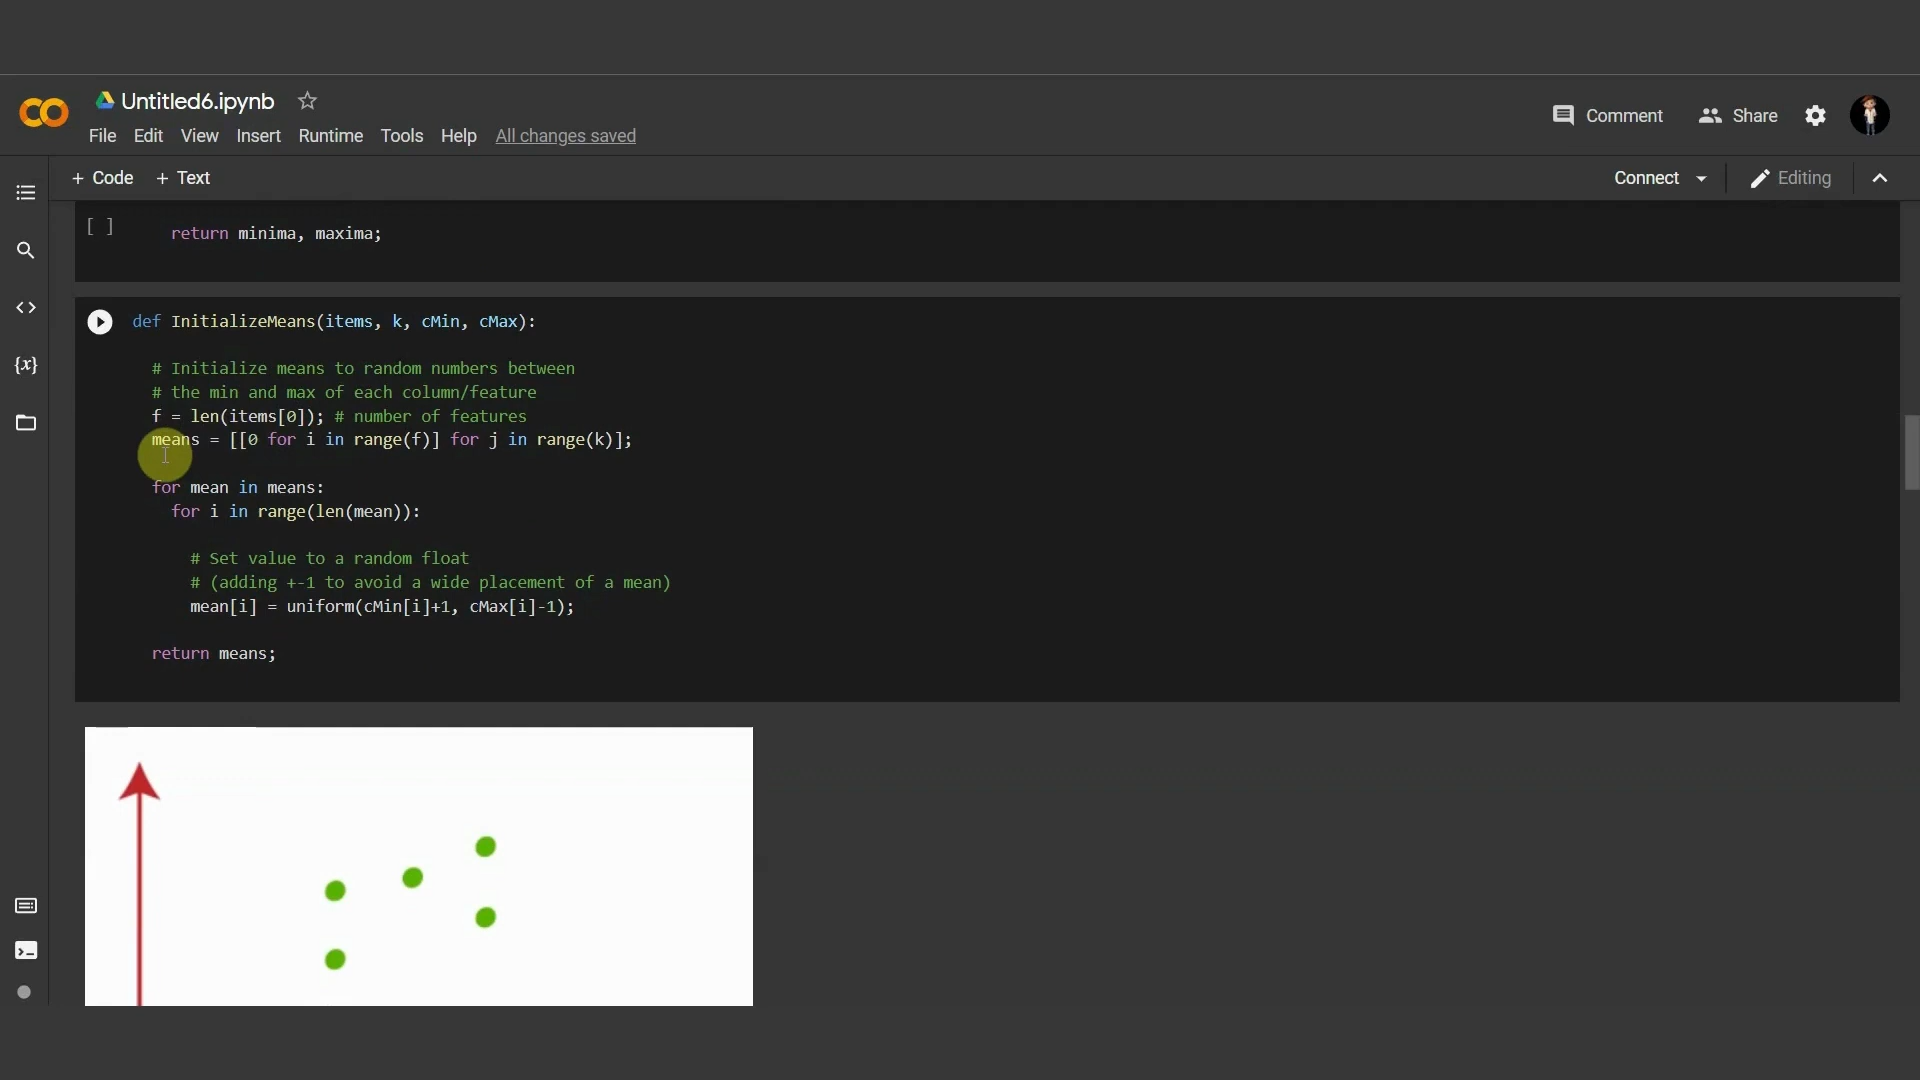 Untitled6.ipynb
File Edit View Insert Runtime Tools Help All changes saved
Comment Share
+ Code + Text
Connect Editing
[ ] return minima, maxima;
def InitializeMeans(items, k, cMin, cMax):
# Initialize means to random numbers between
# the min and max of each column/feature
f = len(items[0]); # number of features
means = [[0 for i in range(f)] for j in range(k)];
for mean in means:
for i in range(len(mean)):
# Set value to a random float
# (adding +-1 to avoid a wide placement of a mean)
mean[i] = uniform(cMin[i]+1, cMax[i]-1);
return means;